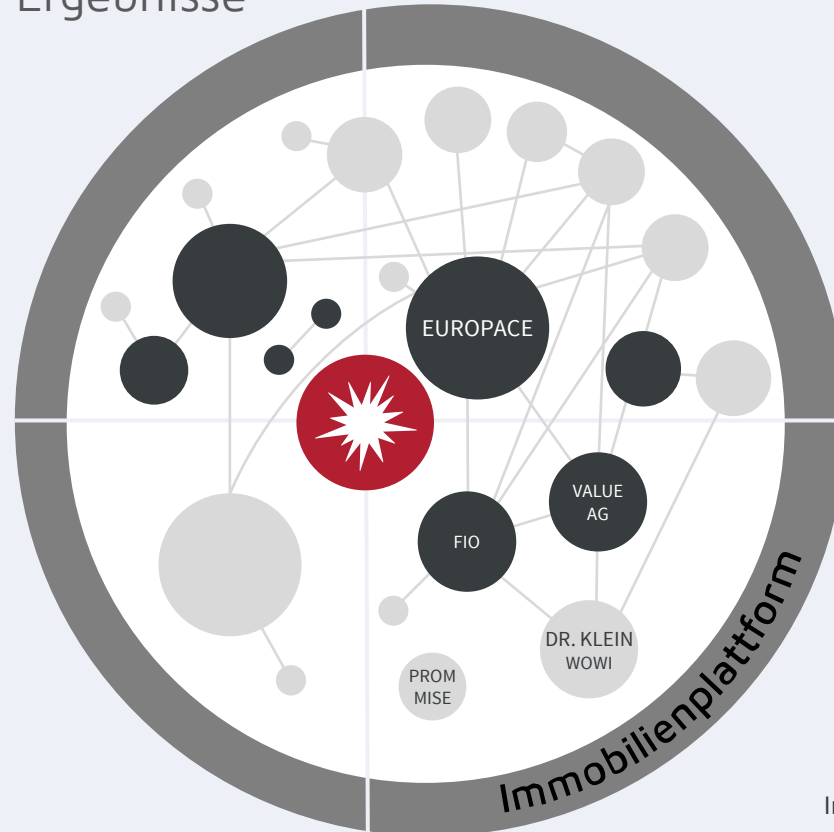 Ergebnisse
EUROPACE
VALUE
AG
FIO
DR. KLEIN
WOWI
PROM
MISE
Immobilienplattform